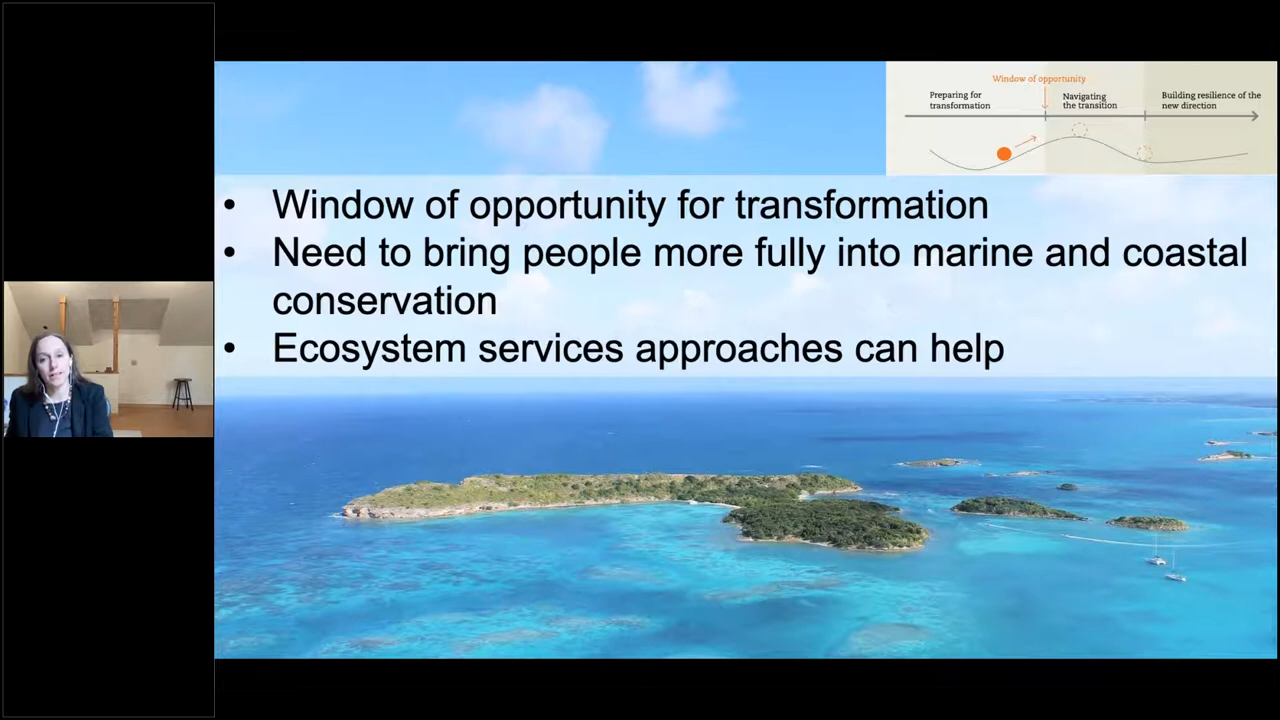 Window of opportunity
Preparing for
transformation
Navigating
the transition
Building resilience of the
new direction
• Window of opportunity for transformation
• Need to bring people more fully into marine and coastal
conservation
• Ecosystem services approaches can help